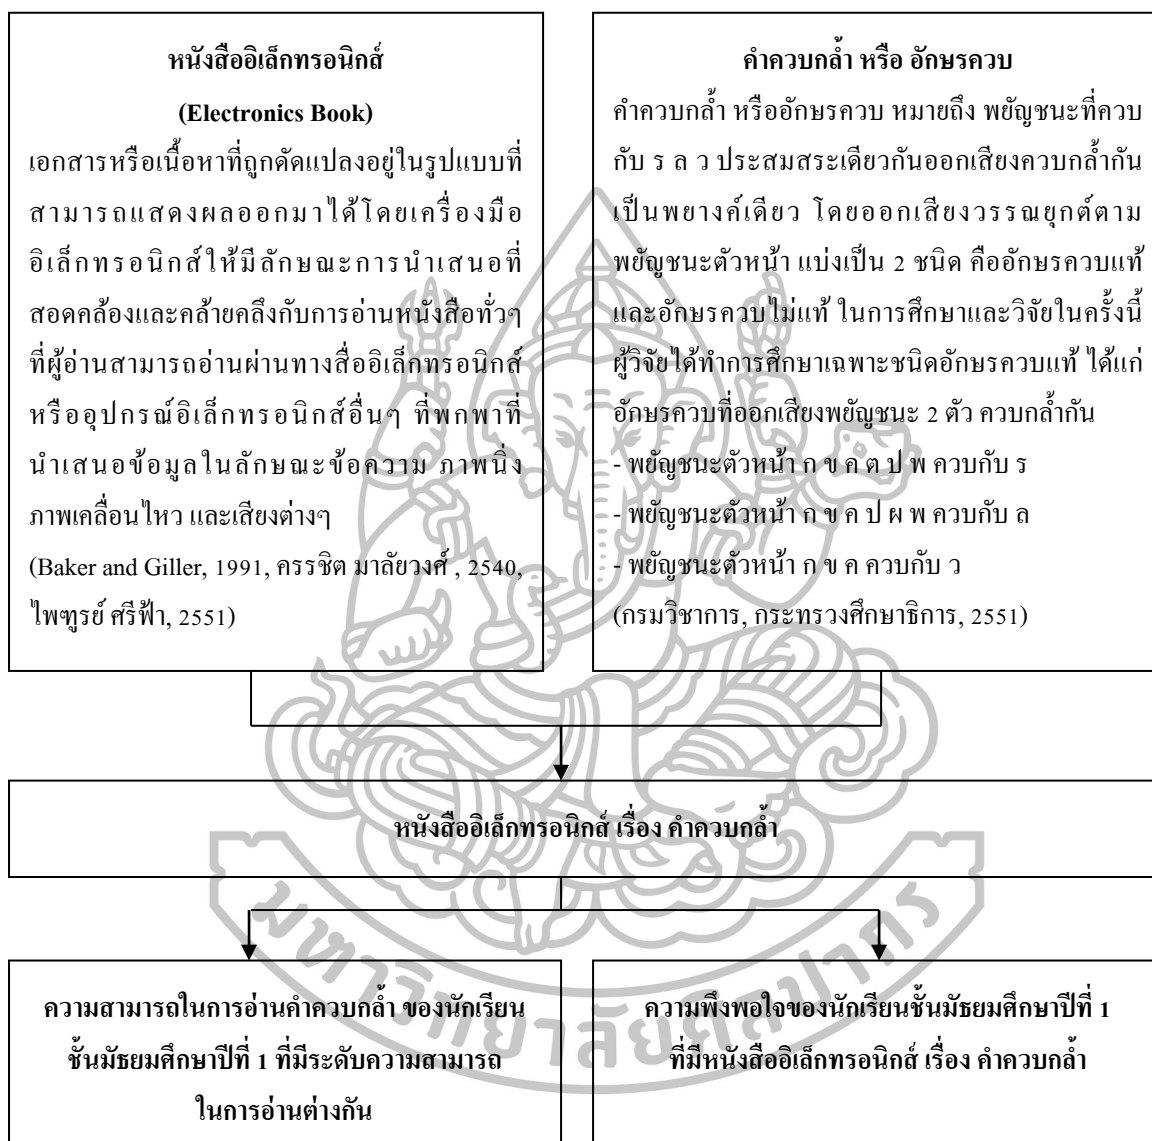 หนังสืออิเล็กทรอนิกส์
(Electronics Book)
เอกสารหรือเนื้อหาที่ถูกดัดแปลงอยู่ในรูปแบบที่
สามารถแสดงผลออกมาได้โดยเครื่องมือ
อิเล็กทรอนิกส์ให้มีลักษณะการนำเสนอที่
สอดคล้องและคล้ายคลึงกับการอ่านหนังสือทั่วๆ
ที่ผู้อ่านสามารถอ่านผ่านทางสื่ออิเล็กทรอนิกส์
หรืออุปกรณ์อิเล็กทรอนิกส์อื่นๆ ที่พกพาที่
นำเสนอข้อมูลในลักษณะข้อความ ภาพนิ่ง
ภาพเคลื่อนไหว และเสียงต่างๆ
(Baker and Giller, 1991, ครรชิต มาลัยวงศ์ , 2540,
ไพฑูรย์ ศรีฟ้า, 2551)
คำควบกล้ำ หรือ อักษรควบ
คำควบกล้ำ หรืออักษรควบ หมายถึง พยัญชนะที่ควบ
กับ ร ล ว ประสมสระเดียวกันออกเสียงควบกล้ำกัน
เป็นพยางค์เดียว โดยออกเสียงวรรณยุกต์ตาม
พยัญชนะตัวหน้า แบ่งเป็น 2 ชนิด คืออักษรควบแท้
และอักษรควบไม่แท้ ในการศึกษาและวิจัยในครั้งนี้
ผู้วิจัยได้ทำการศึกษาเฉพาะชนิดอักษรควบแท้ ได้แก่
อักษรควบที่ออกเสียงพยัญชนะ 2 ตัว ควบกล้ำกัน
- พยัญชนะตัวหน้า ก ข ค ต ป พ ควบกับ ร
- พยัญชนะตัวหน้า ก ข ค ป ผ พ ควบกับ ล
- พยัญชนะตัวหน้า ก ข ค ควบกับ ว
(กรมวิชาการ, กระทรวงศึกษาธิการ, 2551)
หนังสืออิเล็กทรอนิกส์ เรื่อง คำควบกล้ำ
ความสามารถในการอ่านคำควบกล้ำ ของนักเรียน
ชั้นมัธยมศึกษาปีที่ 1 ที่มีระดับความสามารถ
ในการอ่านต่างกัน
ความพึงพอใจของนักเรียนชั้นมัธยมศึกษาปีที่ 1
ที่มีหนังสืออิเล็กทรอนิกส์ เรื่อง คำควบกล้ำ
มหาวิทยาลัยศิลปากร